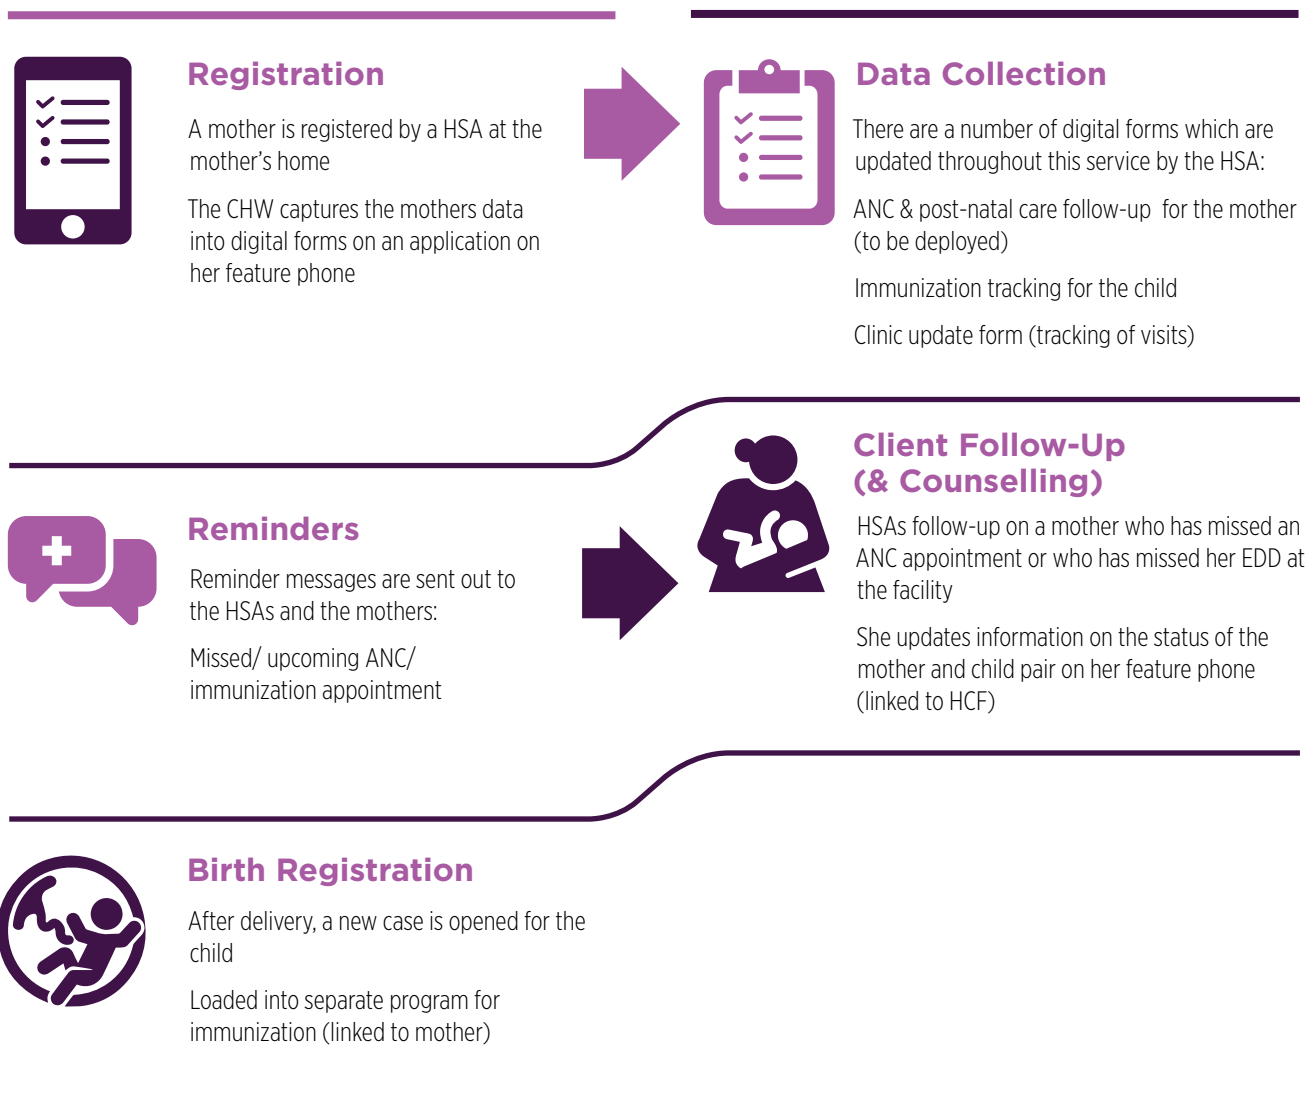 Registration
A mother is registered by a HSA at the
mother's home
The CHW captures the mothers data
into digital forms on an application on
her feature phone
Data Collection
There are a number of digital forms which are
updated throughout this service by the HSA:
ANC & post-natal care follow-up for the mother
(to be deployed)
Immunization tracking for the child
Clinic update form (tracking of visits)
Reminders
Reminder messages are sent out to
the HSAs and the mothers:
Missed/ upcoming ANC/
immunization appointment
Client Follow-Up
(& Counselling)
HSAs follow-up on a mother who has missed an
ANC appointment or who has missed her EDD at
the facility
She updates information on the status of the
mother and child pair on her feature phone
(linked to HCF)
Birth Registration
After delivery, a new case is opened for the
child
Loaded into separate program for
immunization (linked to mother)